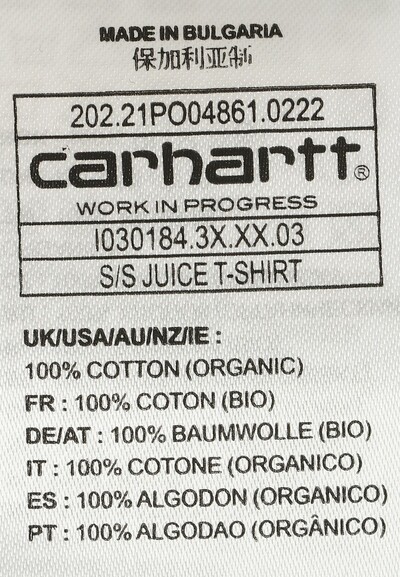 MADE IN BULGARIA
保加利亚制
202.21PO04861.0222
carhartt®
WORK IN PROGRESS
I030184.3X.XX.03
S/S JUICE T-SHIRT
UK/USA/AU/NZ/IE :
100% COTTON (ORGANIC)
FR : 100% COTON (BIO)
DE/AT : 100% BAUMWOLLE (BIO)
IT : 100% COTONE (ORGANICO)
ES : 100% ALGODON (ORGANICO)
PT : 100% ALGODAO (ORGÂNICO)